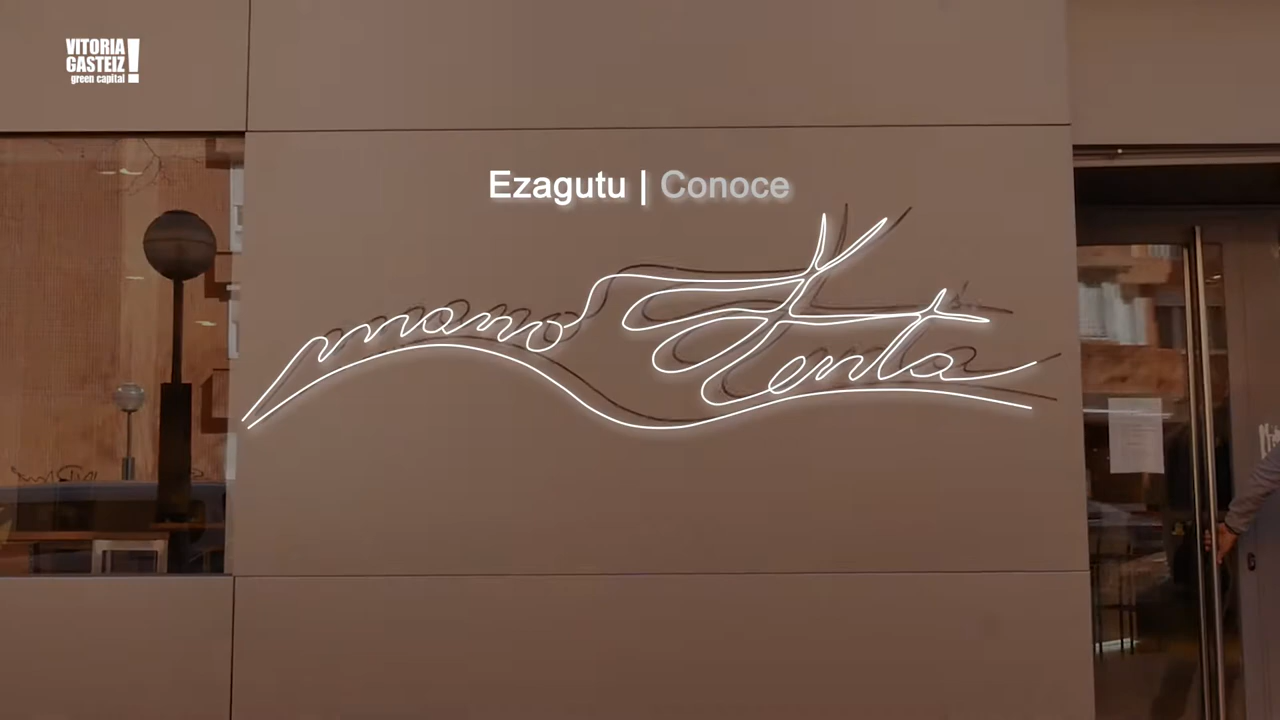 VITORIA
GASTEIZ!
green capital
Ezagutu | Conoce
mano
lenta